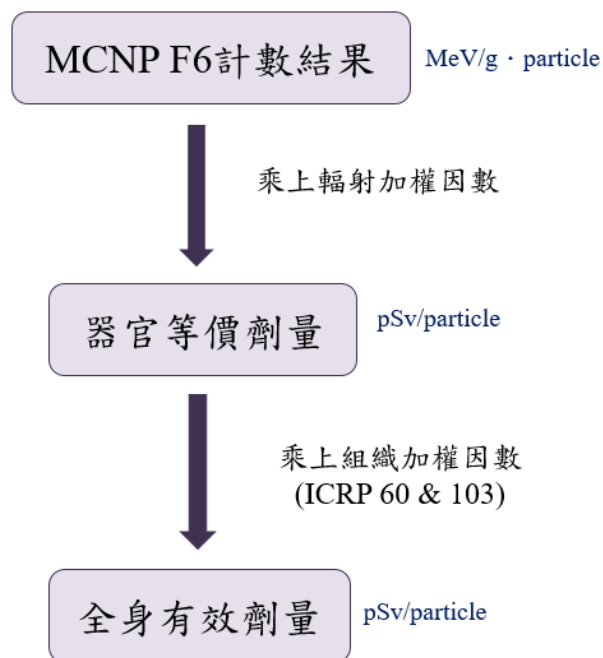 MCNP F6計數結果
MeV/g · particle
乘上輻射加權因數
器官等價劑量
pSv/particle
乘上組織加權因數
(ICRP 60 & 103)
全身有效劑量
pSv/particle